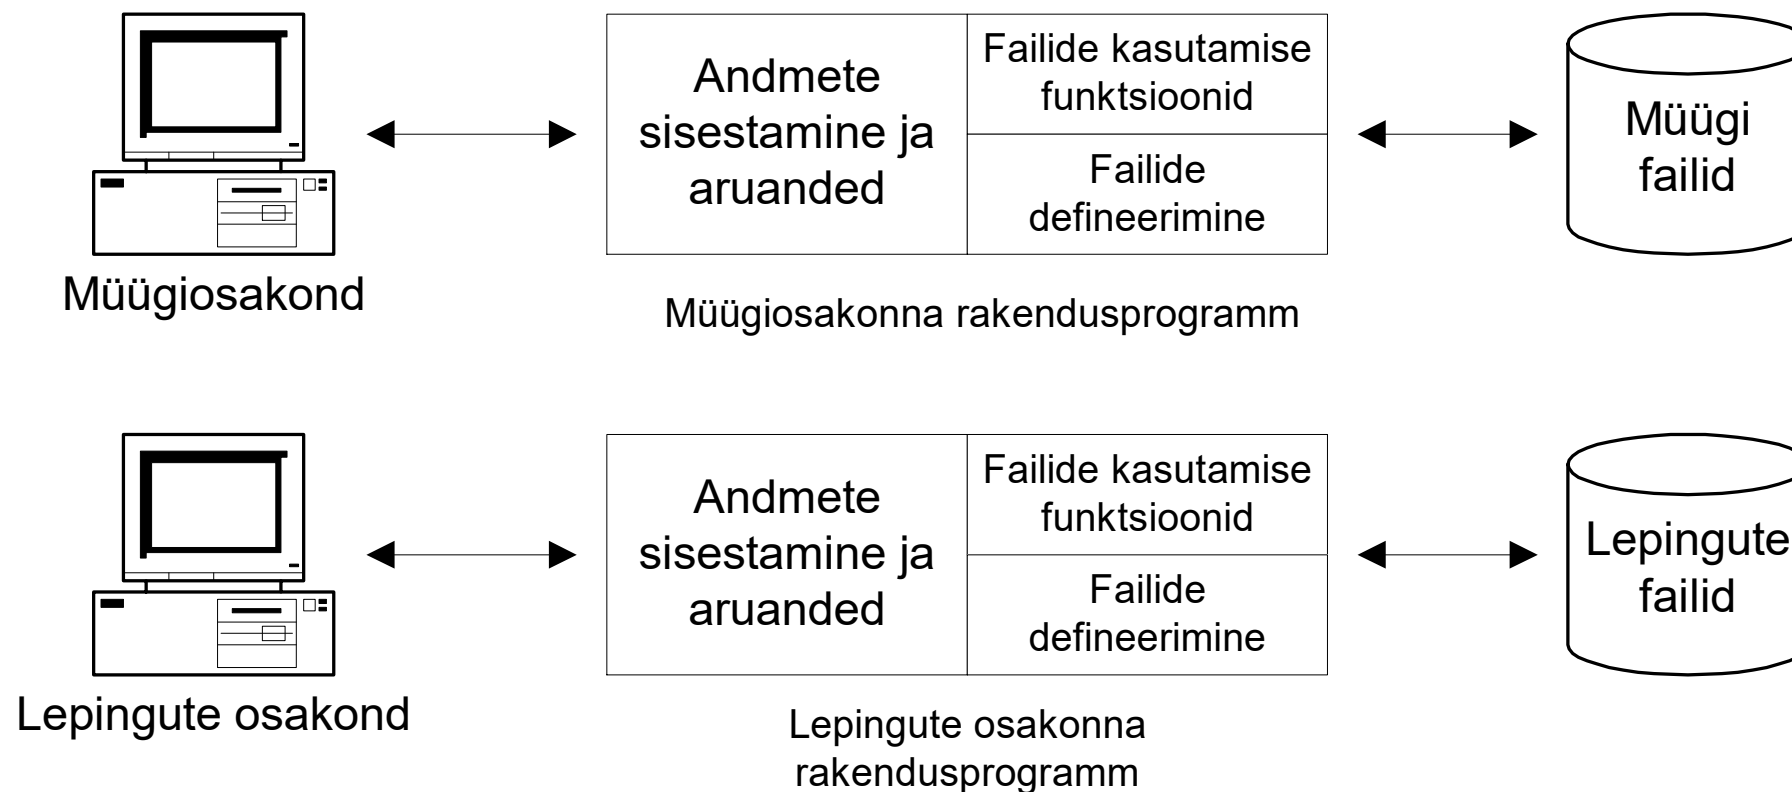 Andmete
sisestamine ja
aruanded
Failide kasutamise
funktsioonid
Failide
defineerimine
Müügi
failid
Müügiosakond
Müügiosakonna rakendusprogramm
Andmete
sisestamine ja
aruanded
Failide kasutamise
funktsioonid
Failide
defineerimine
Lepingute
failid
Lepingute osakond
Lepingute osakonna
rakendusprogramm